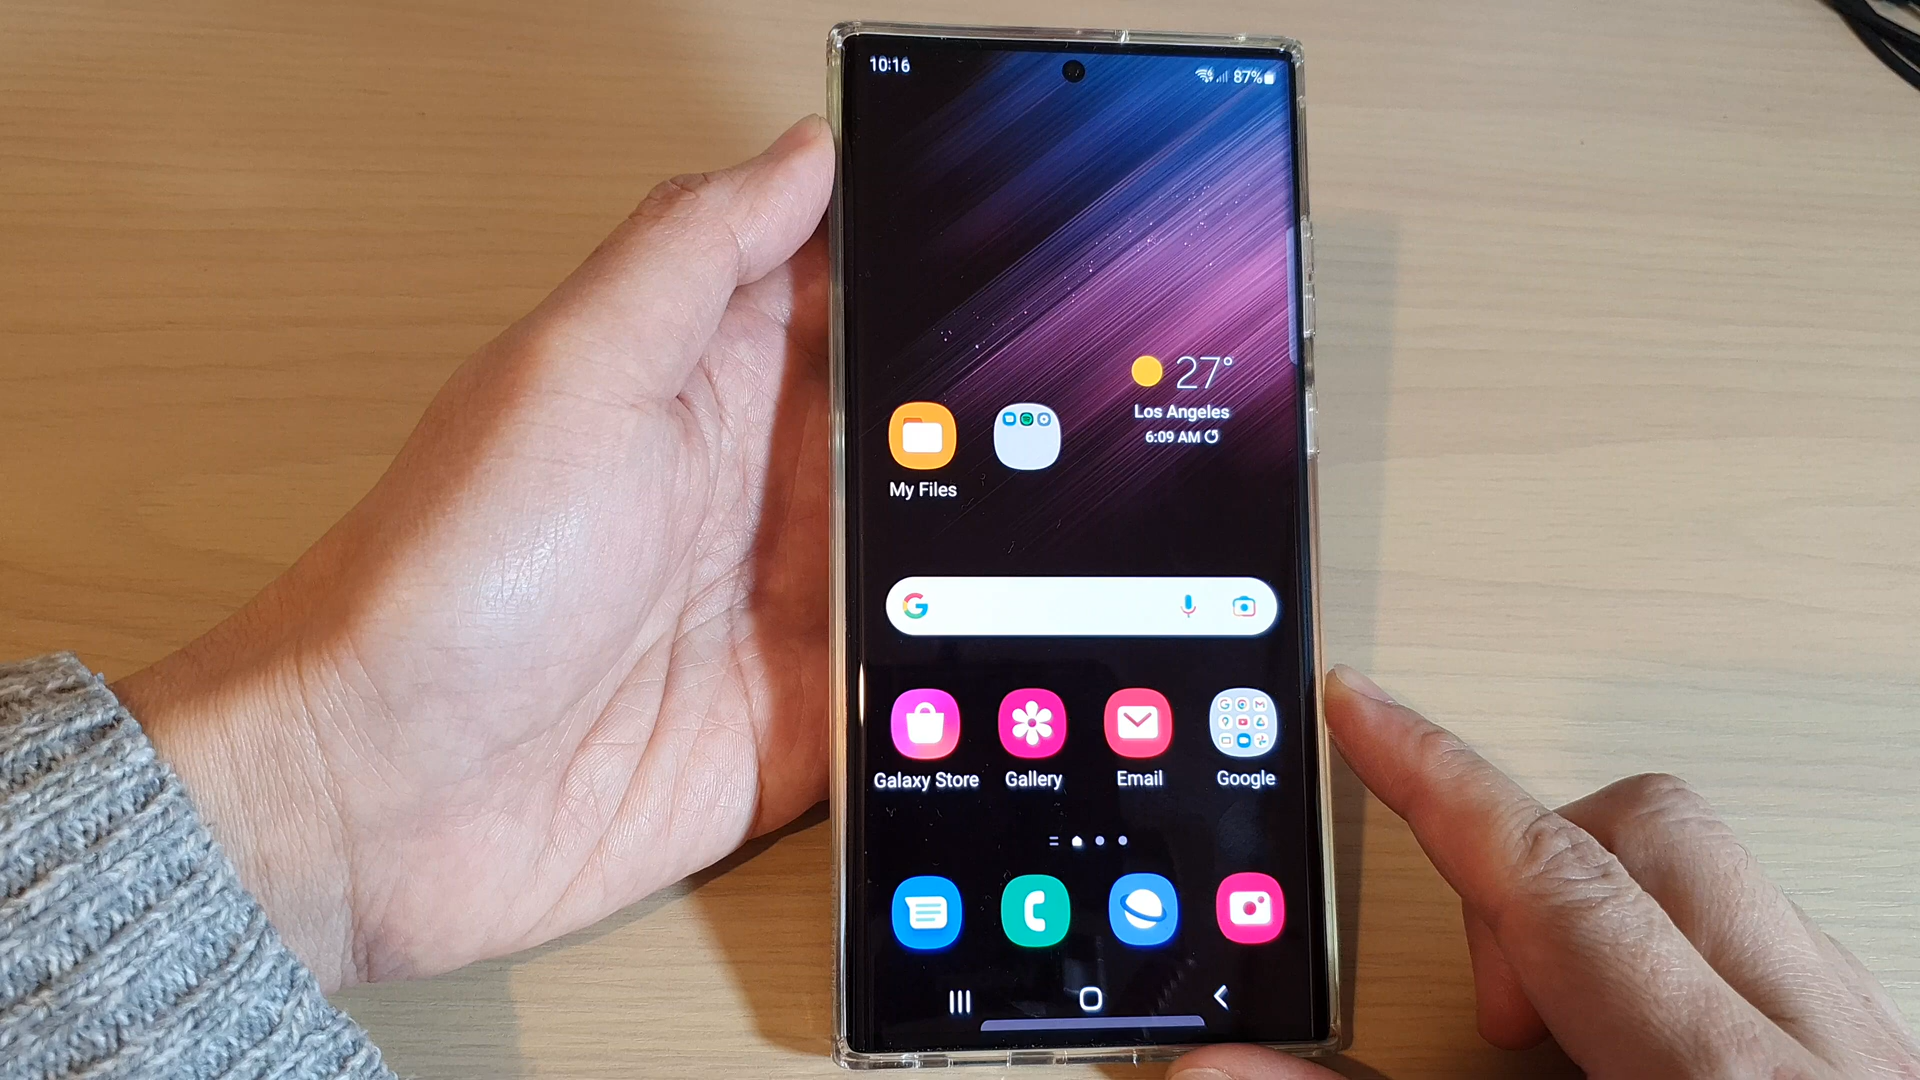 10:16
87%
27°
Los Angeles
6:09 AM
My Files
G
Galaxy Store
Gallery
Email
Google